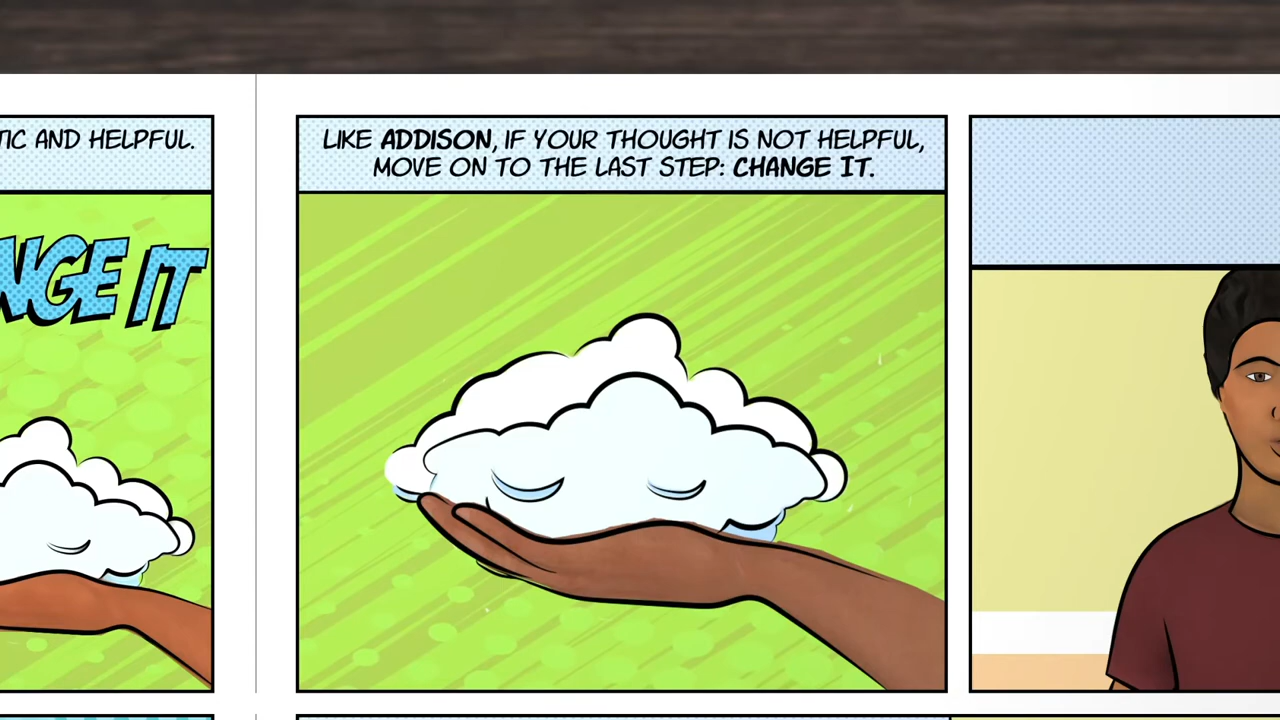 TIC AND HELPFUL.
NGE IT
LIKE ADDISON, IF YOUR THOUGHT IS NOT HELPFUL,
MOVE ON TO THE LAST STEP: CHANGE IT.